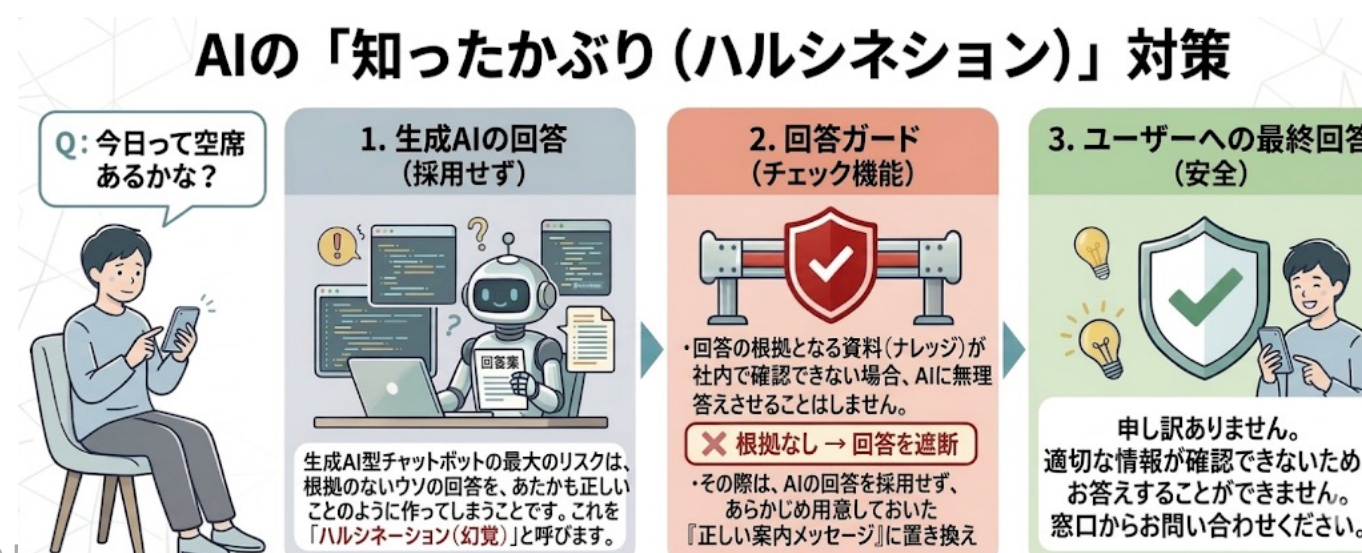 AIの「知ったかぶり（ハルシネション）」対策
Q：今日って空席
あるかな？
1. 生成AIの回答
（採用せず）
回答案
生成AI型チャットボットの最大のリスクは、
根拠のないウソの回答を、あたかも正しい
ことのように作ってしまうことです。これを
「ハルシネーション（幻覚）」と呼びます。
2. 回答ガード
（チェック機能）
・回答の根拠となる資料（ナレッジ）が
社内で確認できない場合、AIに無理
答えさせることはしません。
根拠なし → 回答を遮断
・その際は、AIの回答を採用せず、
あらかじめ用意しておいた
『正しい案内メッセージ』に置き換え
3. ユーザーへの最終回答
（安全）
申し訳ありません。
適切な情報が確認できないため
お答えすることができません。
窓口からお問い合わせください。